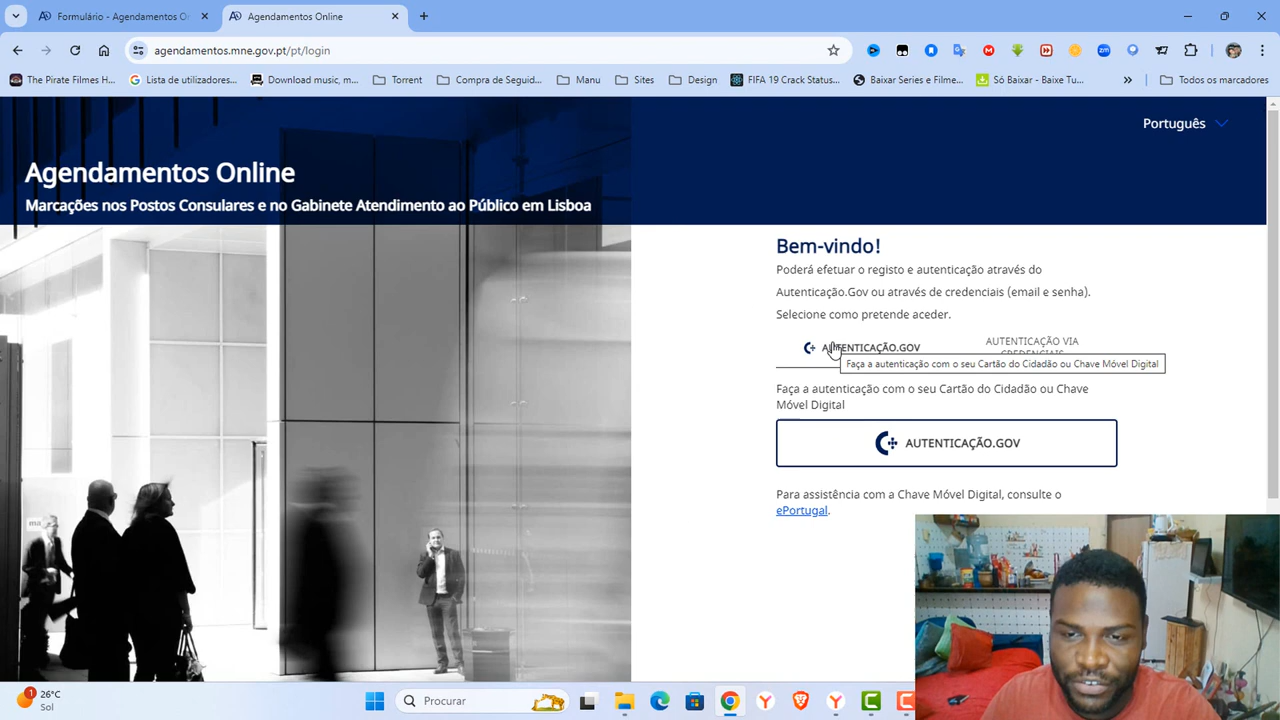 Formulário - Agendamentos On
Agendamentos Online
agendamentos.mne.gov.pt/pt/login
The Pirate Filmes H...
Lista de utilizadores...
Download music, m...
Torrent
Compra de Seguid...
Manu
Sites
Design
FIFA 19 Crack Status...
Baixar Series e Filme...
Só Baixar - Baixe Tu...
»
Todos os marcadores
Português
Agendamentos Online
Marcações nos Postos Consulares e no Gabinete Atendimento ao Público em Lisboa
Bem-vindo!
Poderá efetuar o registo e autenticação através do
Autenticação.Gov ou através de credenciais (email e senha).
Selecione como pretende aceder.
AUTENTICAÇÃO.GOV
AUTENTICAÇÃO VIA
CREDENCIAIS
Faça a autenticação com o seu Cartão do Cidadão ou Chave Móvel Digital
Faça a autenticação com o seu Cartão do Cidadão ou Chave
Móvel Digital
AUTENTICAÇÃO.GOV
Para assistência com a Chave Móvel Digital, consulte o
ePortugal.
1
26°C
Sol
Procurar